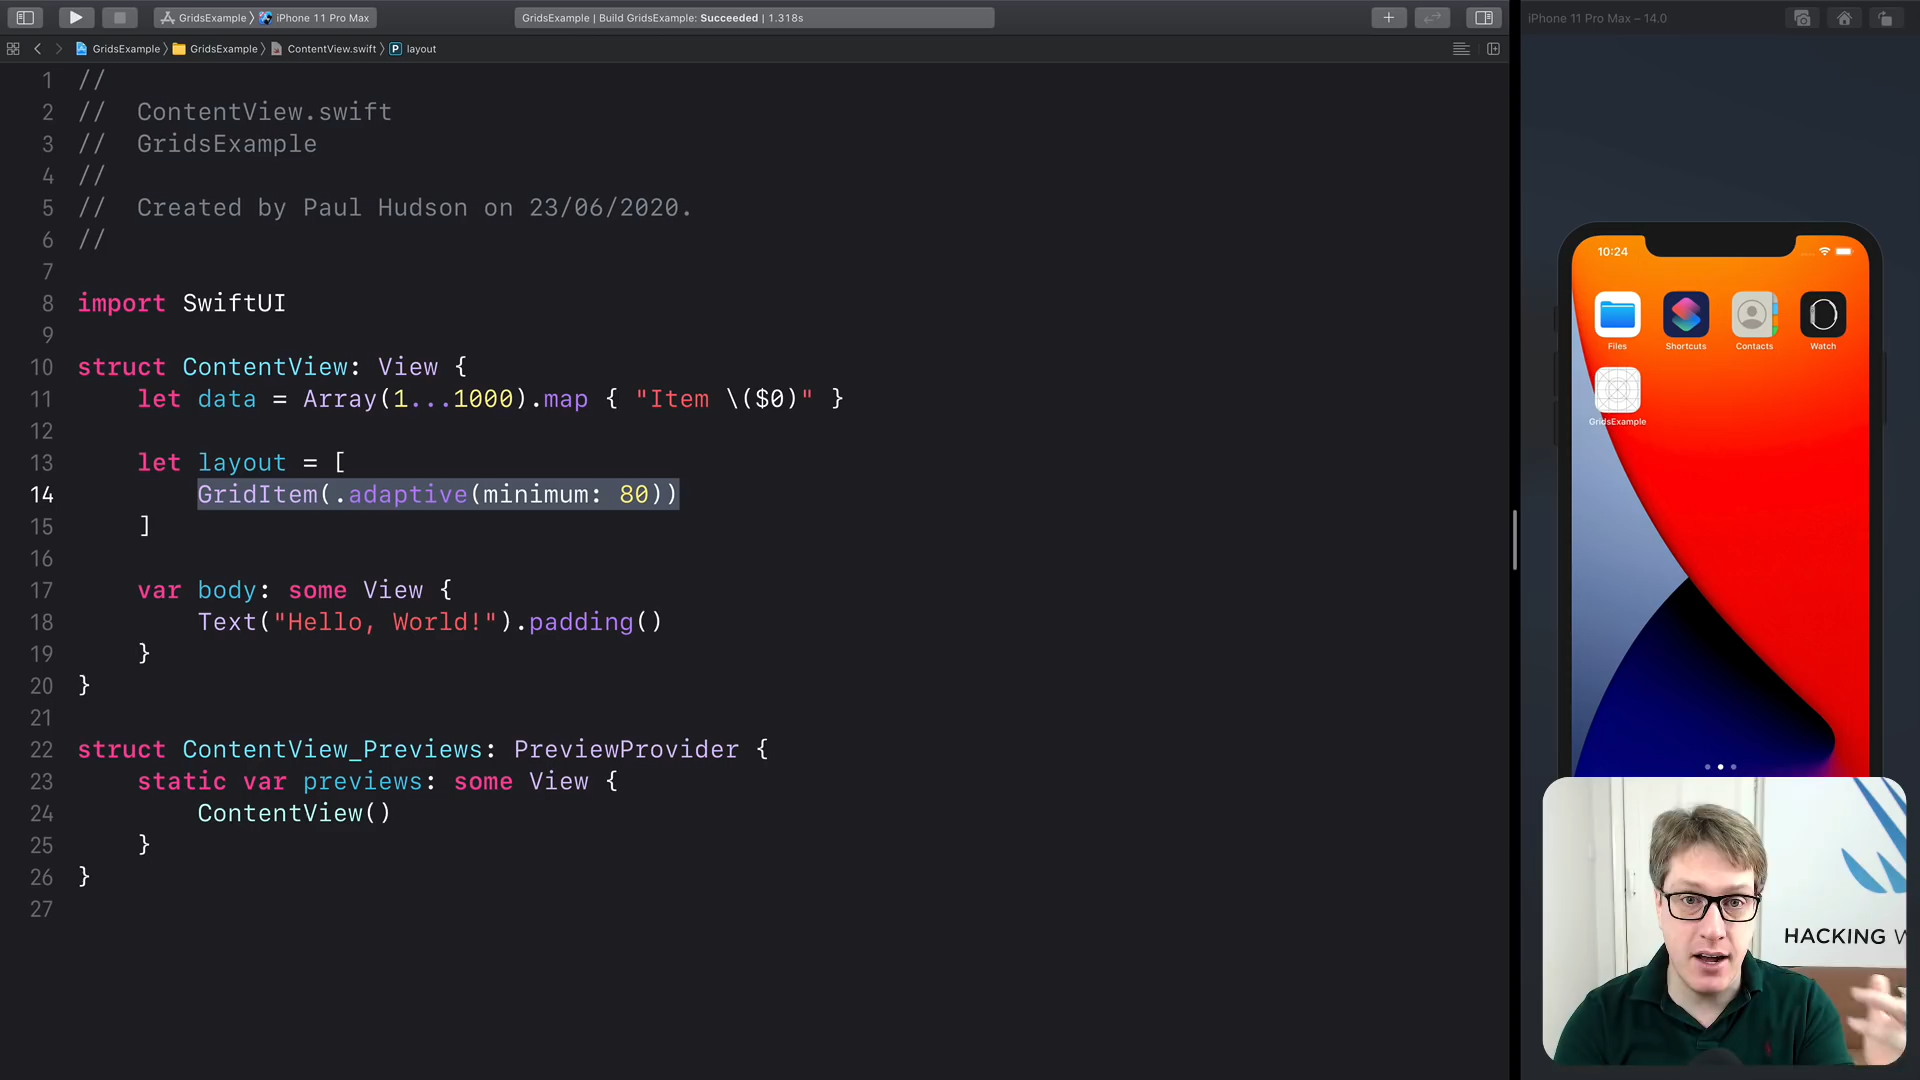 GridsExample 〉 iPhone 11 Pro Max
GridsExample | Build GridsExample: Succeeded | 1.318s
GridsExample 〉 GridsExample 〉 ContentView.swift 〉 P layout
1 //
2 //  ContentView.swift
3 //  GridsExample
4 //
5 //  Created by Paul Hudson on 23/06/2020.
6 //
7
8 import SwiftUI
9
10 struct ContentView: View {
11     let data = Array(1...1000).map { "Item \($0)" }
12
13     let layout = [
14         GridItem(.adaptive(minimum: 80))
15     ]
16
17     var body: some View {
18         Text("Hello, World!").padding()
19     }
20 }
21
22 struct ContentView_Previews: PreviewProvider {
23     static var previews: some View {
24         ContentView()
25     }
26 }
27
iPhone 11 Pro Max – 14.0
10:24
Files Shortcuts Contacts Watch
GridsExample
HACKING W